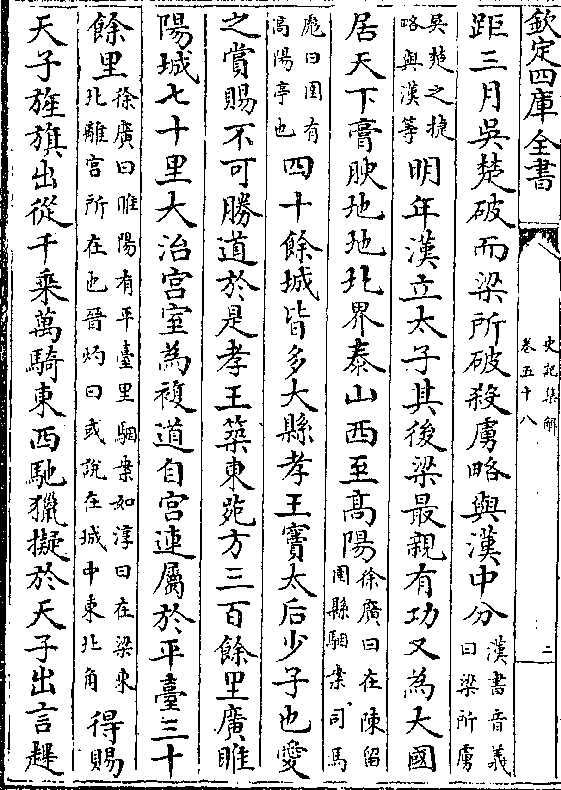 欽定四庫全書
史記集解
卷五十八
二
距三月吳楚破而梁所破殺虜略與漢中分漢書音義
曰梁所虜
吳楚之捷
略與漢等明年漢立太子其後梁最親有功又為大國
居天下膏腴地地北界泰山西至高陽徐廣曰在陳留
圉縣駰案司馬
彪曰圉有
高陽亭也四十餘城皆多大縣孝王竇太后少子也愛
之賞賜不可勝道於是孝王築東苑方三百餘里廣睢
陽城七十里大治宮室為複道自宮連屬於平臺三十
餘里徐廣曰睢陽有平臺里駰案如淳曰在梁東
北離宮所在也晉灼曰或說在城中東北角得賜
天子旌旗出從千乘萬騎東西馳獵擬於天子出言趩